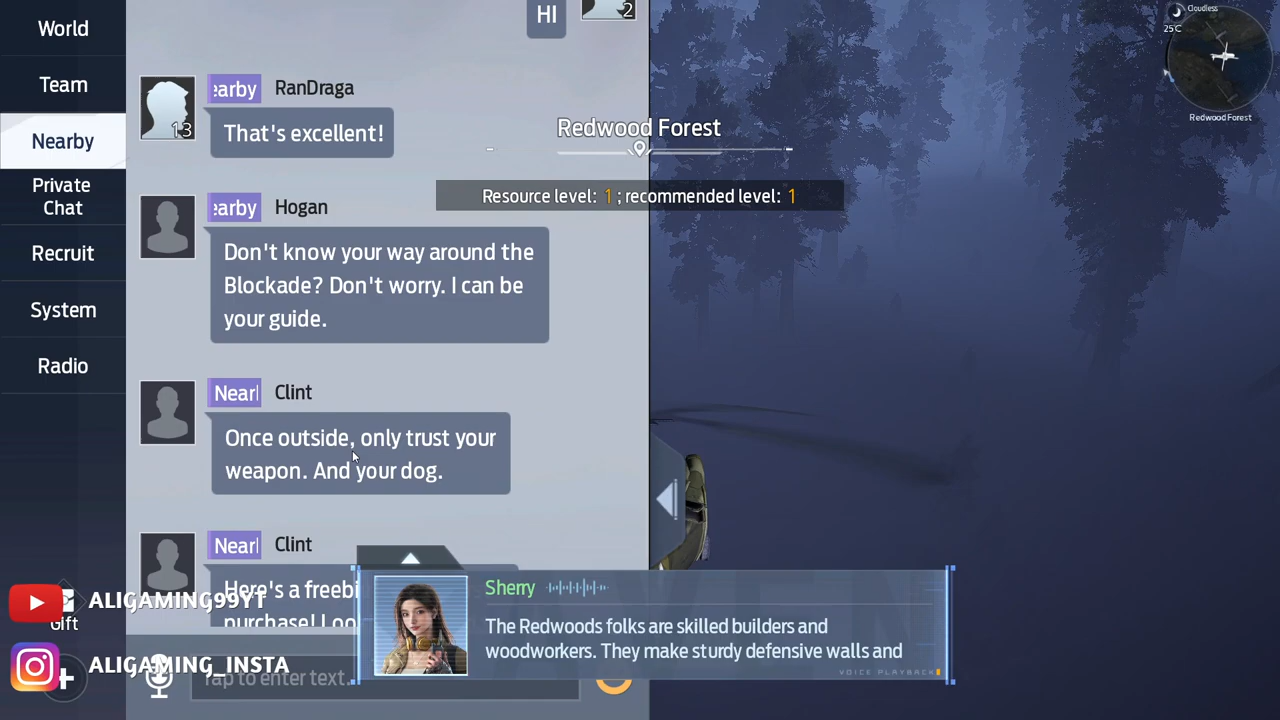 World
Team
Nearby
Private
Chat
Recruit
System
Radio
Gift
HI
2
earby RanDraga
13
That's excellent!
earby Hogan
Don't know your way around the
Blockade? Don't worry. I can be
your guide.
Nearl Clint
Once outside, only trust your
weapon. And your dog.
Nearl Clint
Here's a freebi
purchase! Loo
Tap to enter text.
Redwood Forest
Resource level: 1 ; recommended level: 1
Cloudless
25℃
Redwood Forest
Sherry
The Redwoods folks are skilled builders and
woodworkers. They make sturdy defensive walls and
VOICE PLAYBACK
ALIGAMING99YT
ALIGAMING_INSTA